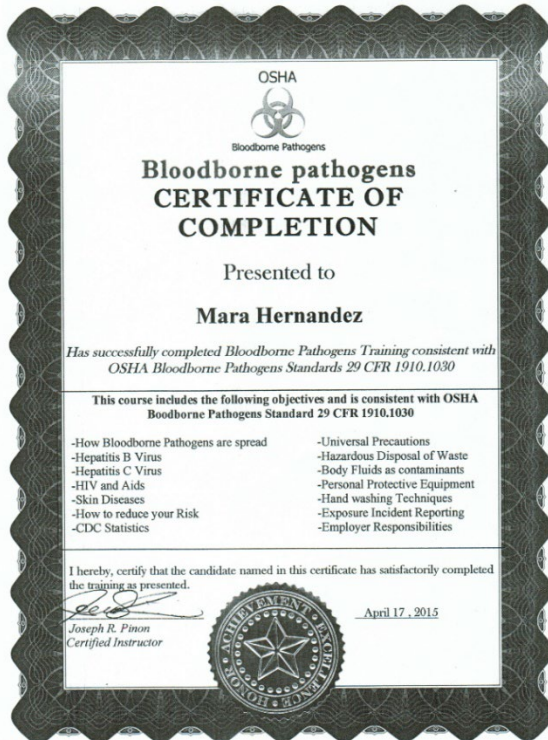 OSHA
Bloodborne Pathogens
Bloodborne pathogens
CERTIFICATE OF
COMPLETION
Presented to
Mara Hernandez
Has successfully completed Bloodborne Pathogens Training consistent with
OSHA Bloodborne Pathogens Standards 29 CFR 1910.1030
This course includes the following objectives and is consistent with OSHA
Boodborne Pathogens Standard 29 CFR 1910.1030
-How Bloodborne Pathogens are spread
-Hepatitis B Virus
-Hepatitis C Virus
-HIV and Aids
-Skin Diseases
-How to reduce your Risk
-CDC Statistics
-Universal Precautions
-Hazardous Disposal of Waste
-Body Fluids as contaminants
-Personal Protective Equipment
-Hand washing Techniques
-Exposure Incident Reporting
-Employer Responsibilities
I hereby, certify that the candidate named in this certificate has satisfactorily completed
the training as presented.
Joseph R. Pinon
Certified Instructor
HONOR ACHIEVEMENT EXCELLENCE
April 17 , 2015